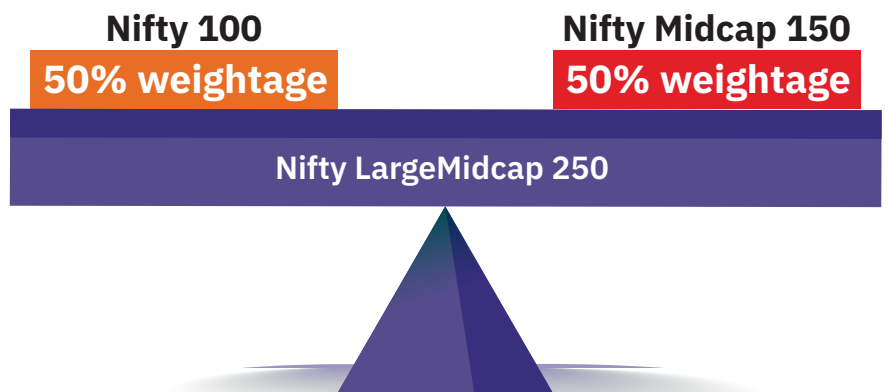 Nifty 100
50% weightage
Nifty Midcap 150
50% weightage
Nifty LargeMidcap 250